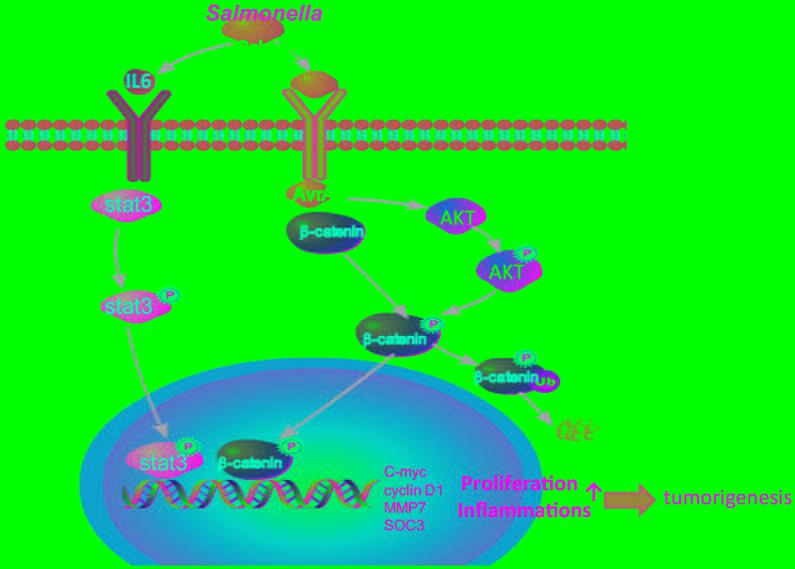 Salmonella
IL6
AvrA
stat3
β-catenin
AKT
P
AKT
P
stat3
P
β-catenin
P
β-catenin
Ub
P
stat3
P
β-catenin
C-myc
cyclin D1
MMP7
SOC3
Proliferation
Inflammations
tumorigenesis